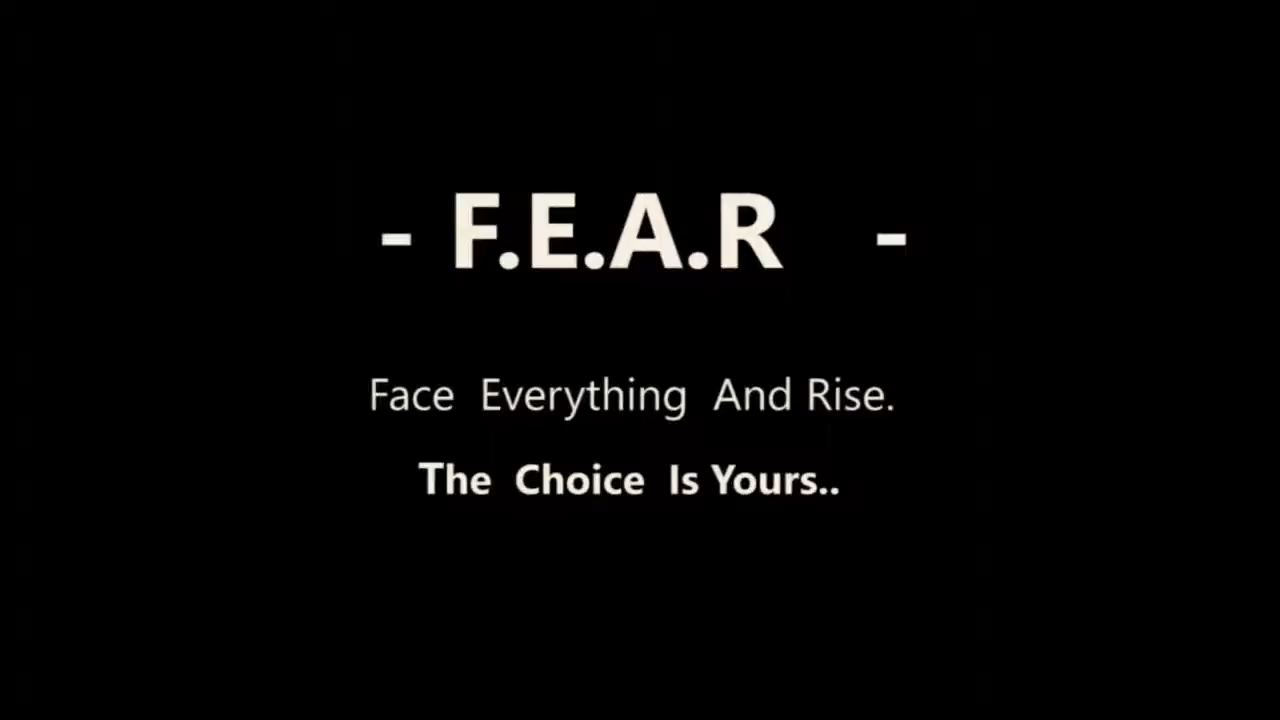 - F.E.A.R -
Face Everything And Rise.
The Choice Is Yours..